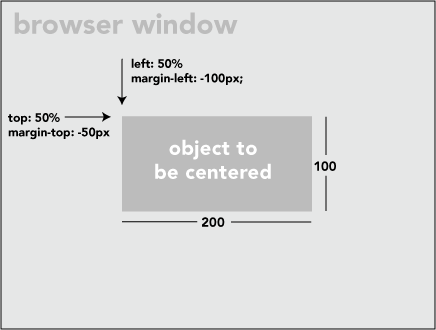 browser window
left: 50%
margin-left: -100px;
top: 50%
margin-top: -50px
object to
be centered
100
200